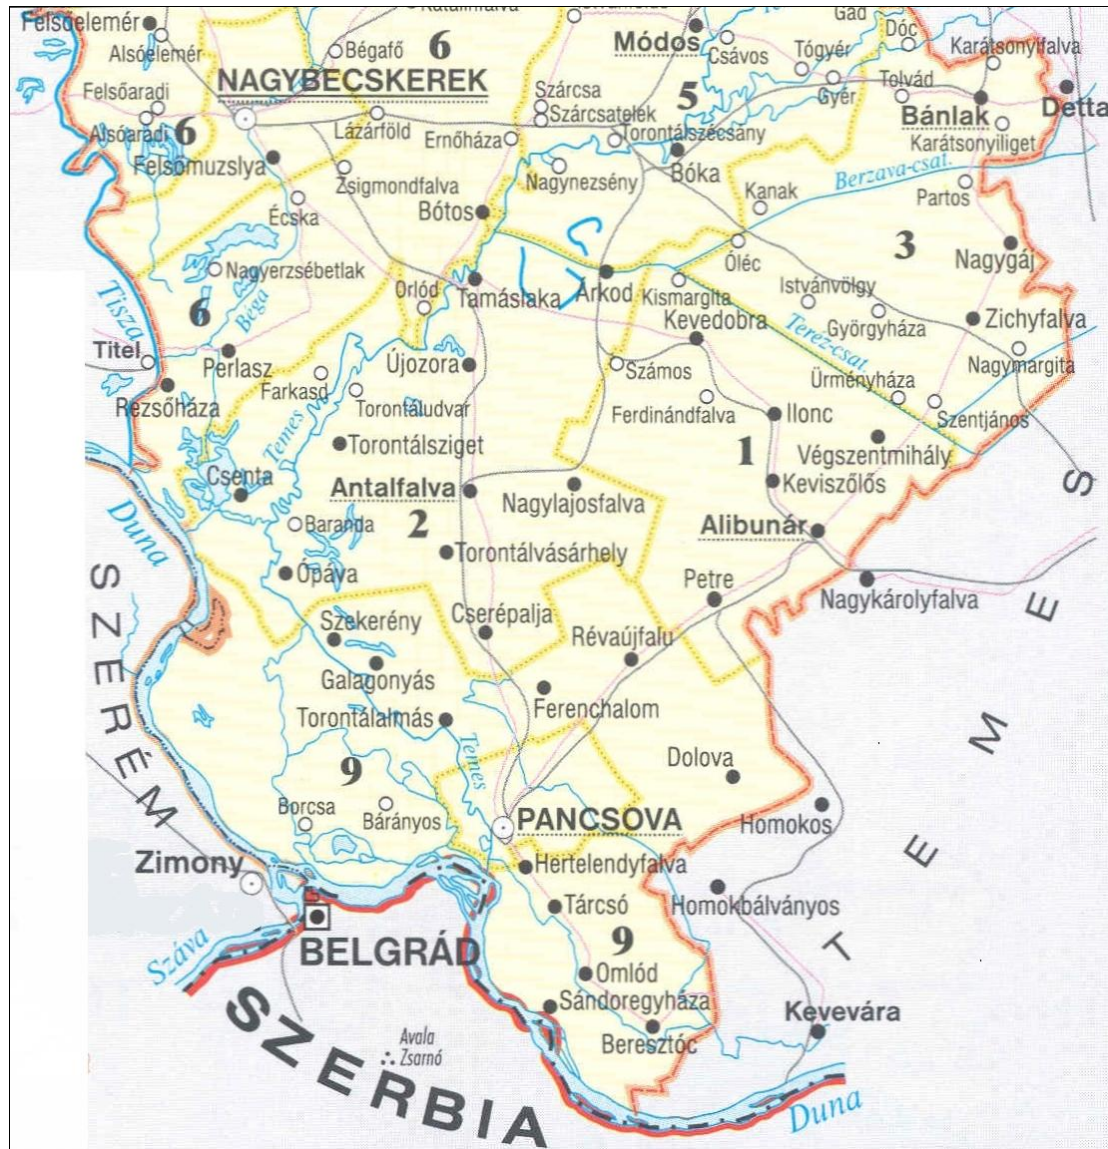 Felsőelemér
Alsóelemér
Bégafő
6
Módos
Csávos
Gád
Dóc
Tógyér
Karátsonyifalva
NAGYBECSKEREK
Szárcsa
5
Gyér
Tolvád
Bánlak
Detta
Felsőaradi
Alsóaradi
6
Lázárföld
Szárcsatelek
Ernőháza
Torontálszécsány
Karátsonyiliget
Felsőmuzslya
Zsigmondfalva
Nagynezsény
Bóka
Berzava-csat.
Écska
Bótos
Kanak
Partos
3
Nagyerzsébetlak
Óléc
Nagygáj
Tisza
Béga
6
Orlód
Tamáslaka
Árkod
Kismargita
Istvánvölgy
Györgyháza
Zichyfalva
Kevedobra
Terez-csat.
Titel
Perlasz
Újozora
Számos
Nagymargita
Rezsőháza
Farkasd
Torontáludvar
Ürményháza
Ferdinándfalva
Ilonc
Szentjános
Temes
Torontálsziget
1
Végszentmihály
Csenta
Antalfalva
Nagylajosfalva
Keviszőlős
Duna
Baranda
2
Alibunár
Torontálvásárhely
Ópáva
Petre
Nagykárolyfalva
SZERÉM
TEMES
Szekerény
Cserépalja
Révaújfalu
Galagonyás
Ferenchalom
Torontálalmás
Temes
Dolova
9
Borcsa
Bárányos
PANCSOVA
Homokos
Zimony
Hertelendyfalva
Tárcsó
Homokbálványos
Száva
BELGRÁD
9
Omlód
Sándoregyháza
Kevevára
Beresztóc
Avala
Zsarnó
SZERBIA
Duna